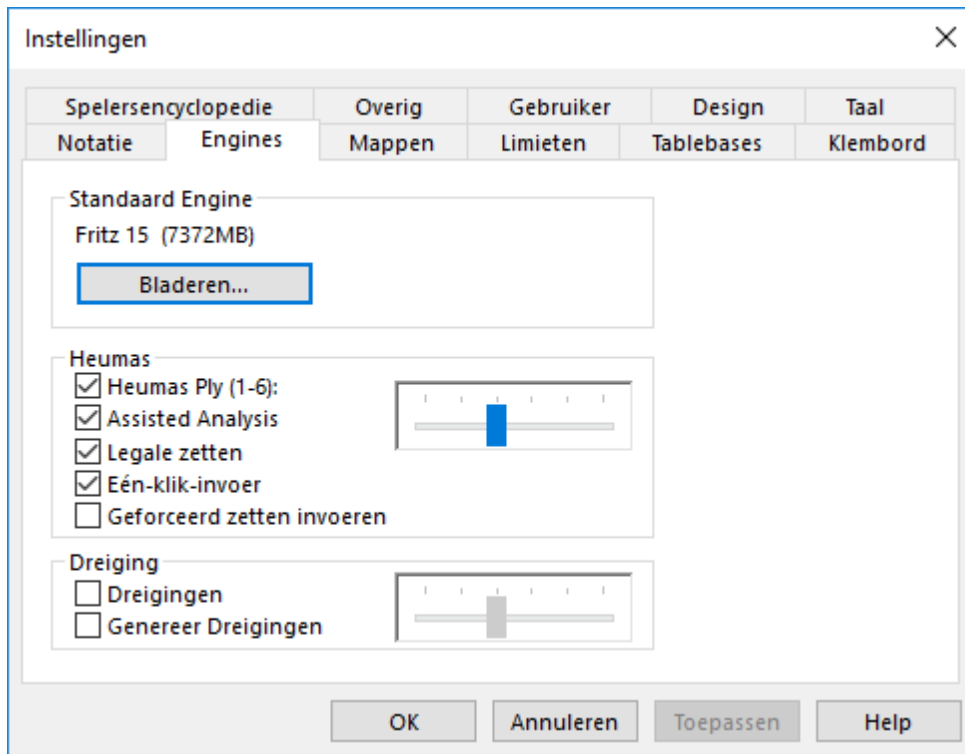 Instellingen
Spelersencyclopedie Overig Gebruiker Design Taal
Notatie Engines Mappen Limieten Tablebases Klembord
Standaard Engine
Fritz 15 (7372MB)
Bladeren...
Heumas
Heumas Ply (1-6):
Assisted Analysis
Legale zetten
Eén-klik-invoer
Geforceerd zetten invoeren
Dreiging
Dreigingen
Genereer Dreigingen
OK Annuleren Toepassen Help